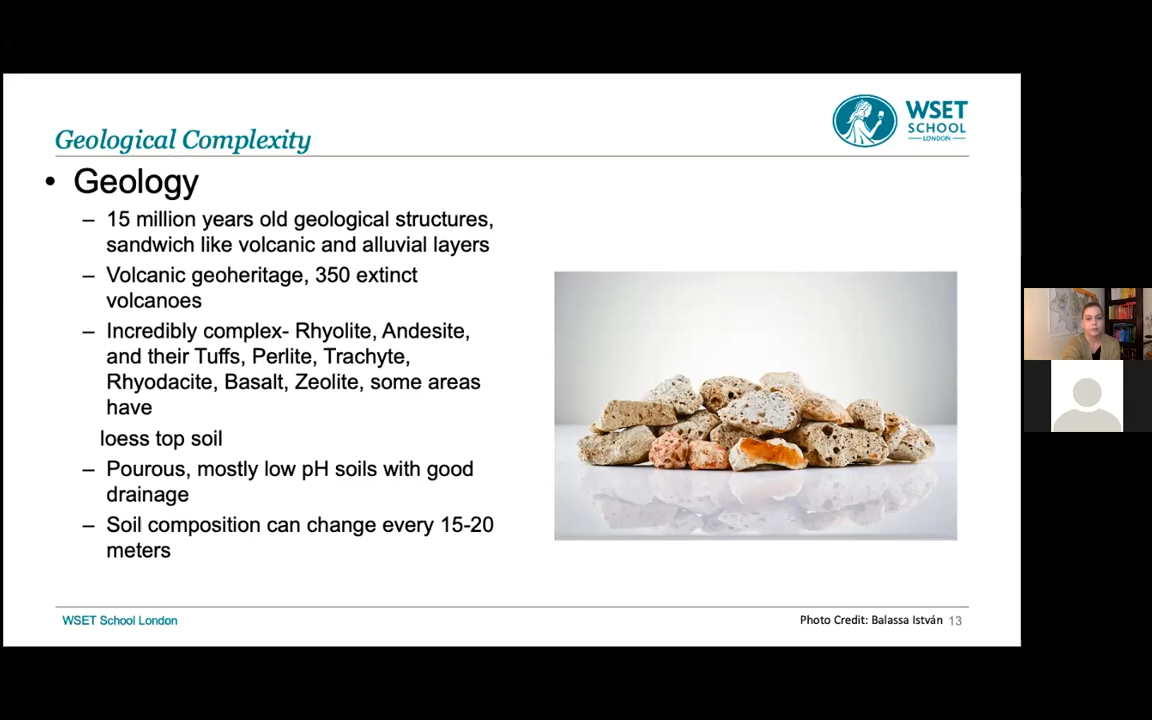 Geological Complexity
WSET
SCHOOL
LONDON
• Geology
– 15 million years old geological structures,
sandwich like volcanic and alluvial layers
– Volcanic geoheritage, 350 extinct
volcanoes
– Incredibly complex- Rhyolite, Andesite,
and their Tuffs, Perlite, Trachyte,
Rhyodacite, Basalt, Zeolite, some areas
have
loess top soil
– Pourous, mostly low pH soils with good
drainage
– Soil composition can change every 15-20
meters
WSET School London
Photo Credit: Balassa István 13